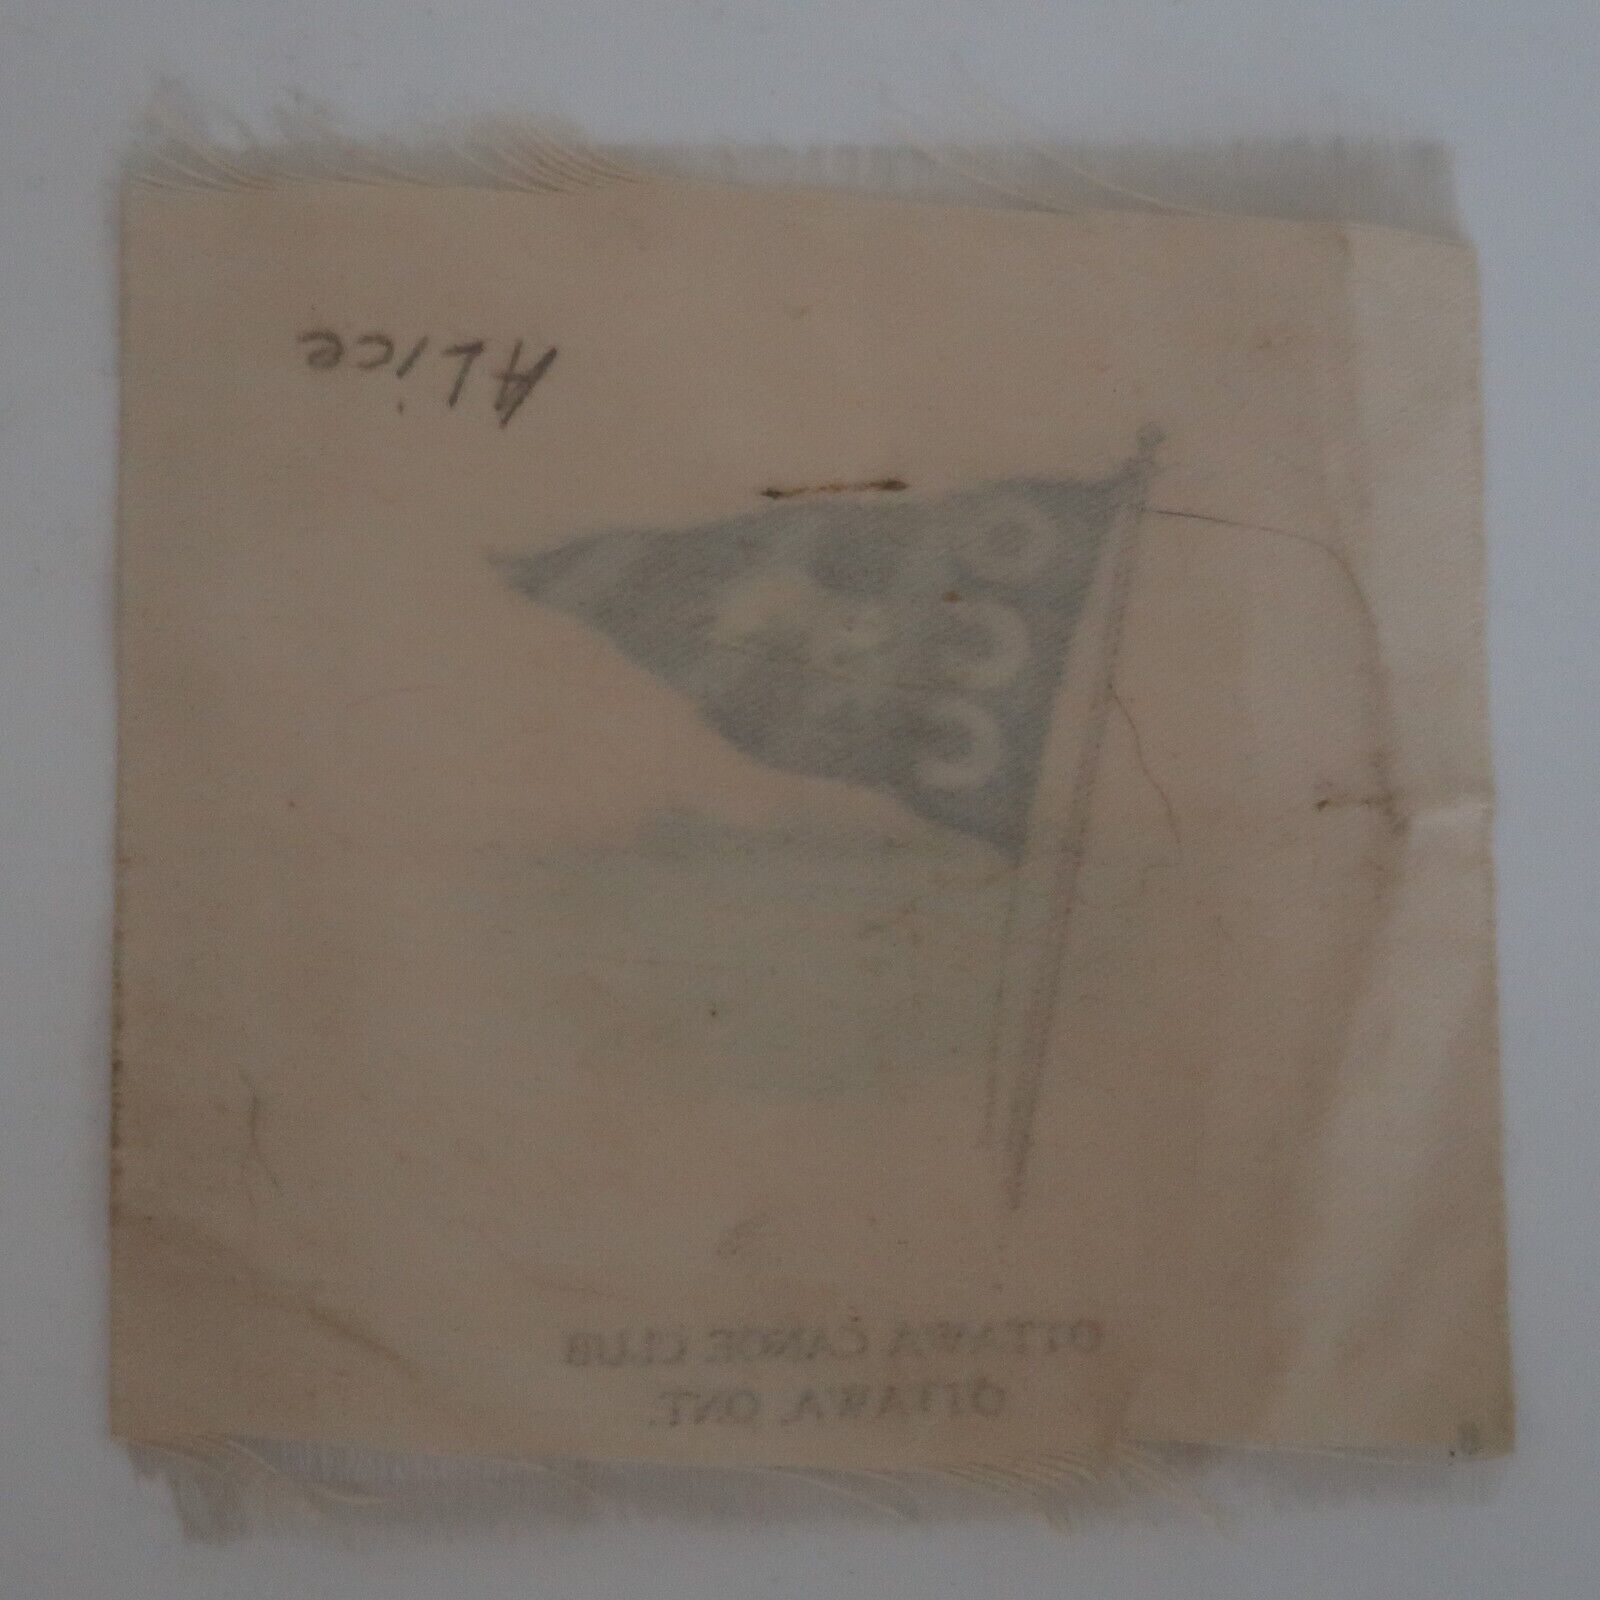 ALice
O
C
C
OTTAWA CANOE CLUB
OTTAWA, ONT.